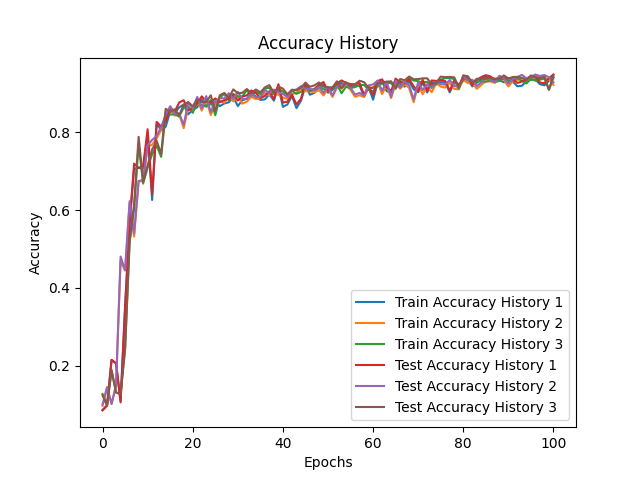 Accuracy History
Accuracy
0.8
0.6
0.4
0.2
Train Accuracy History 1
Train Accuracy History 2
Train Accuracy History 3
Test Accuracy History 1
Test Accuracy History 2
Test Accuracy History 3
0 20 40 60 80 100
Epochs